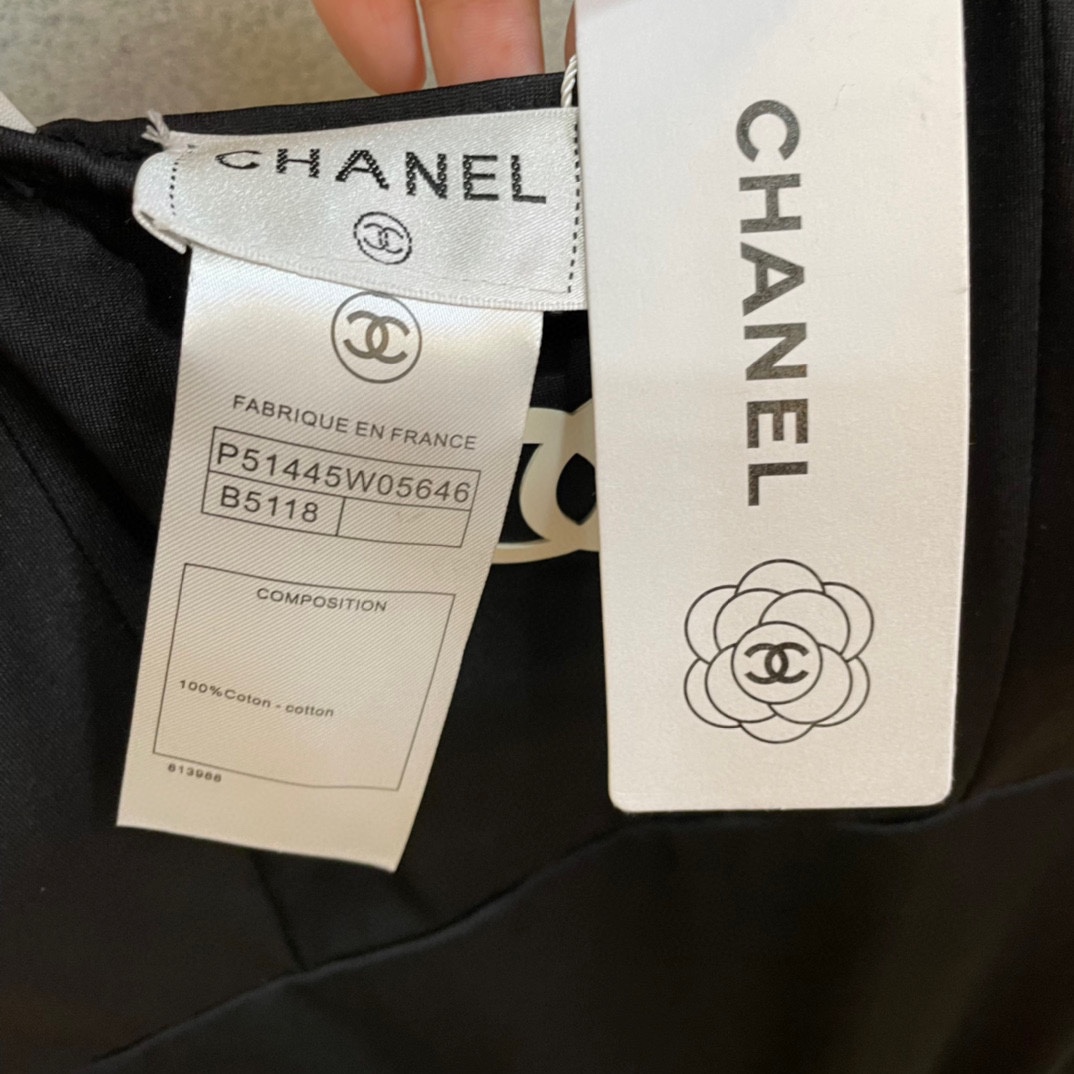 CHANEL
FABRIQUE EN FRANCE
P51445W05646
B5118
COMPOSITION
100%Coton - cotton
613988
CHANEL